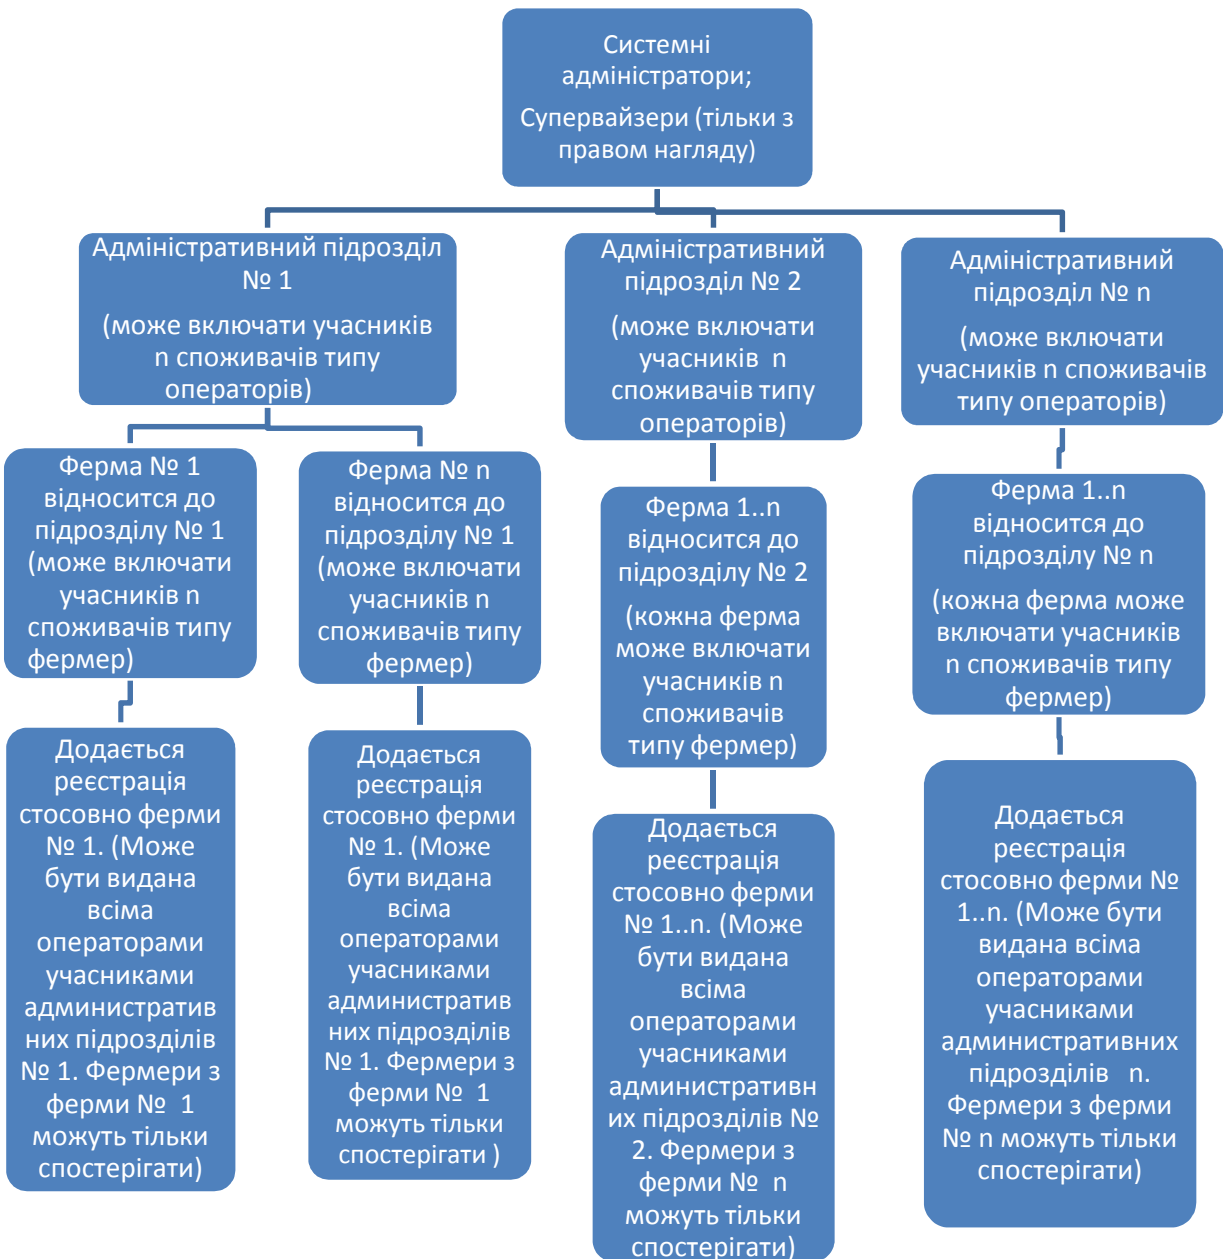 Системні
адміністратори;
Супервайзери (тільки з
правом нагляду)
Адміністративний підрозділ
№ 1
(може включати учасників
n споживачів типу
операторів)
Адміністративний
підрозділ № 2
(може включати
учасників n
споживачів типу
операторів)
Адміністративний
підрозділ № n
(може включати
учасників n споживачів
типу операторів)
Ферма № 1
відносится до
підрозділу № 1
(може включати
учасників n
споживачів типу
фермер)
Ферма № n
відносится до
підрозділу № 1
(може включати
учасників n
споживачів типу
фермер)
Ферма 1..n
відносится до
підрозділу № 2
(кожна ферма
може включати
учасників n
споживачів
типу фермер)
Ферма 1..n
відносится до
підрозділу № n
(кожна ферма може
включати учасників
n споживачів типу
фермер)
Додається
реєстрація
стосовно ферми
№ 1. (Може
бути видана
всіма
операторами
учасниками
административ
них підрозділів
№ 1. Фермери з
ферми № 1
можуть тільки
спостерігати)
Додається
реєстрація
стосовно ферми
№ 1. (Може
бути видана
всіма
операторами
учасниками
административ
них підрозділів
№ 1. Фермери з
ферми № 1
можуть тільки
спостерігати )
Додається
реєстрація
стосовно ферми
№ 1..n. (Може
бути видана
всіма
операторами
учасниками
административн
их підрозділів №
2. Фермери з
ферми № n
можуть тільки
спостерігати)
Додається
реєстрація
стосовно ферми №
1..n. (Може бути
видана всіма
операторами
учасниками
административних
підрозділів n.
Фермери з ферми
№ n можуть тільки
спостерігати)